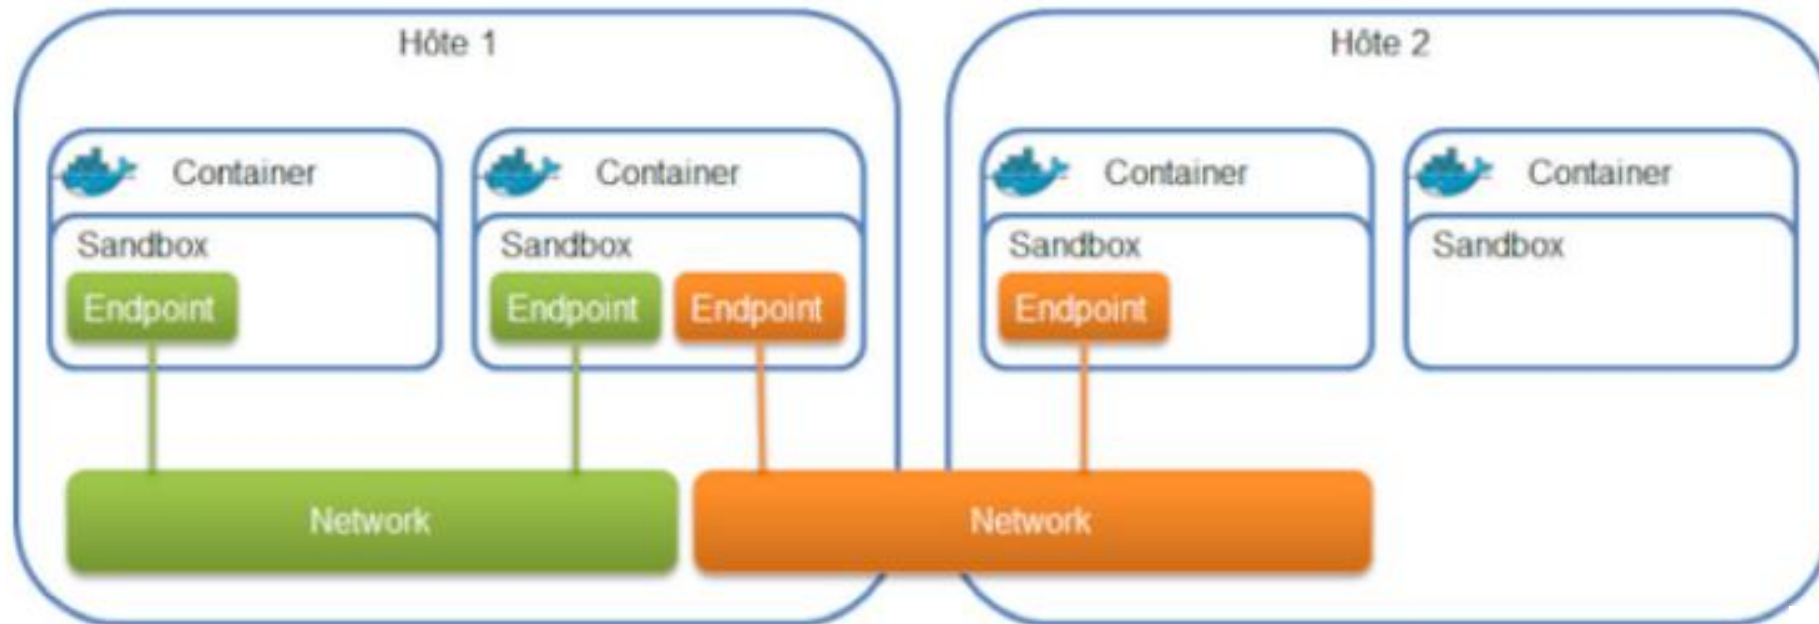 Hôte 1
Hôte 2
Container
Container
Container
Container
Sandbox
Sandbox
Sandbox
Sandbox
Endpoint
Endpoint
Endpoint
Endpoint
Network
Network